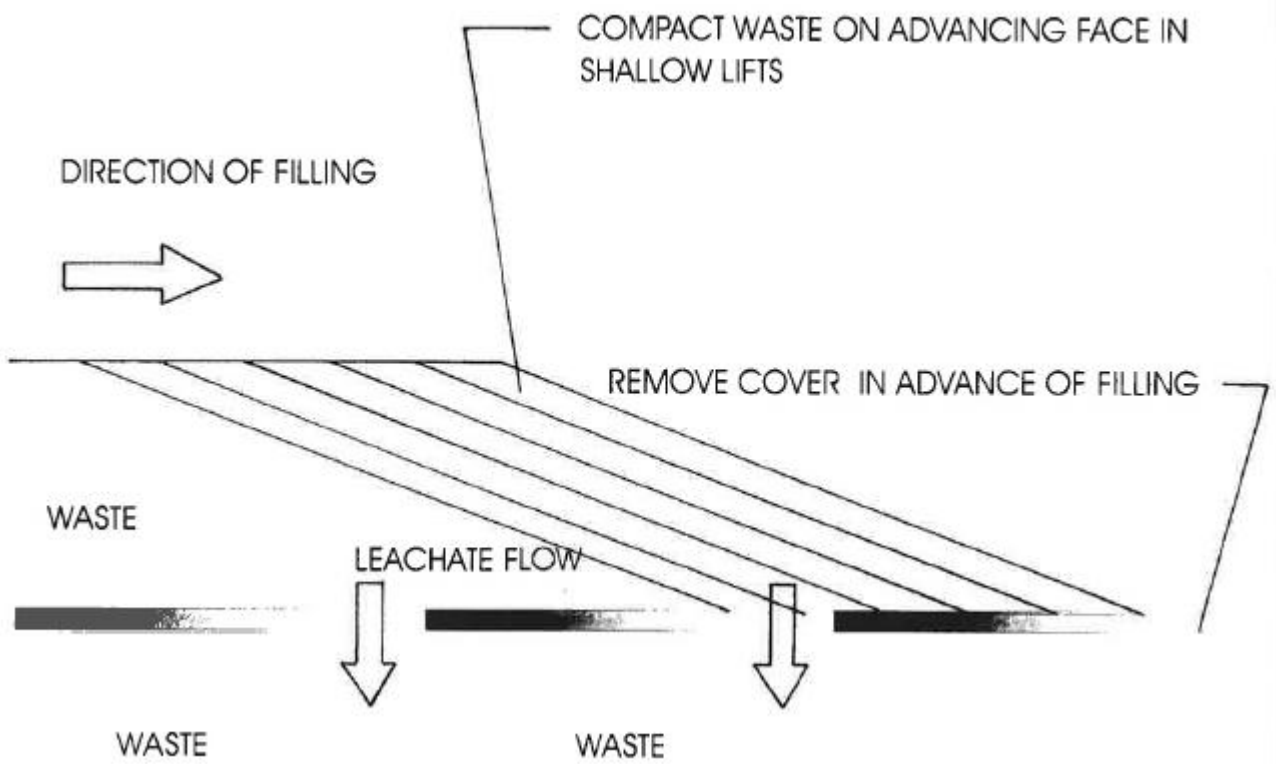 COMPACT WASTE ON ADVANCING FACE IN
SHALLOW LIFTS
DIRECTION OF FILLING
REMOVE COVER IN ADVANCE OF FILLING
WASTE
LEACHATE FLOW
WASTE
WASTE